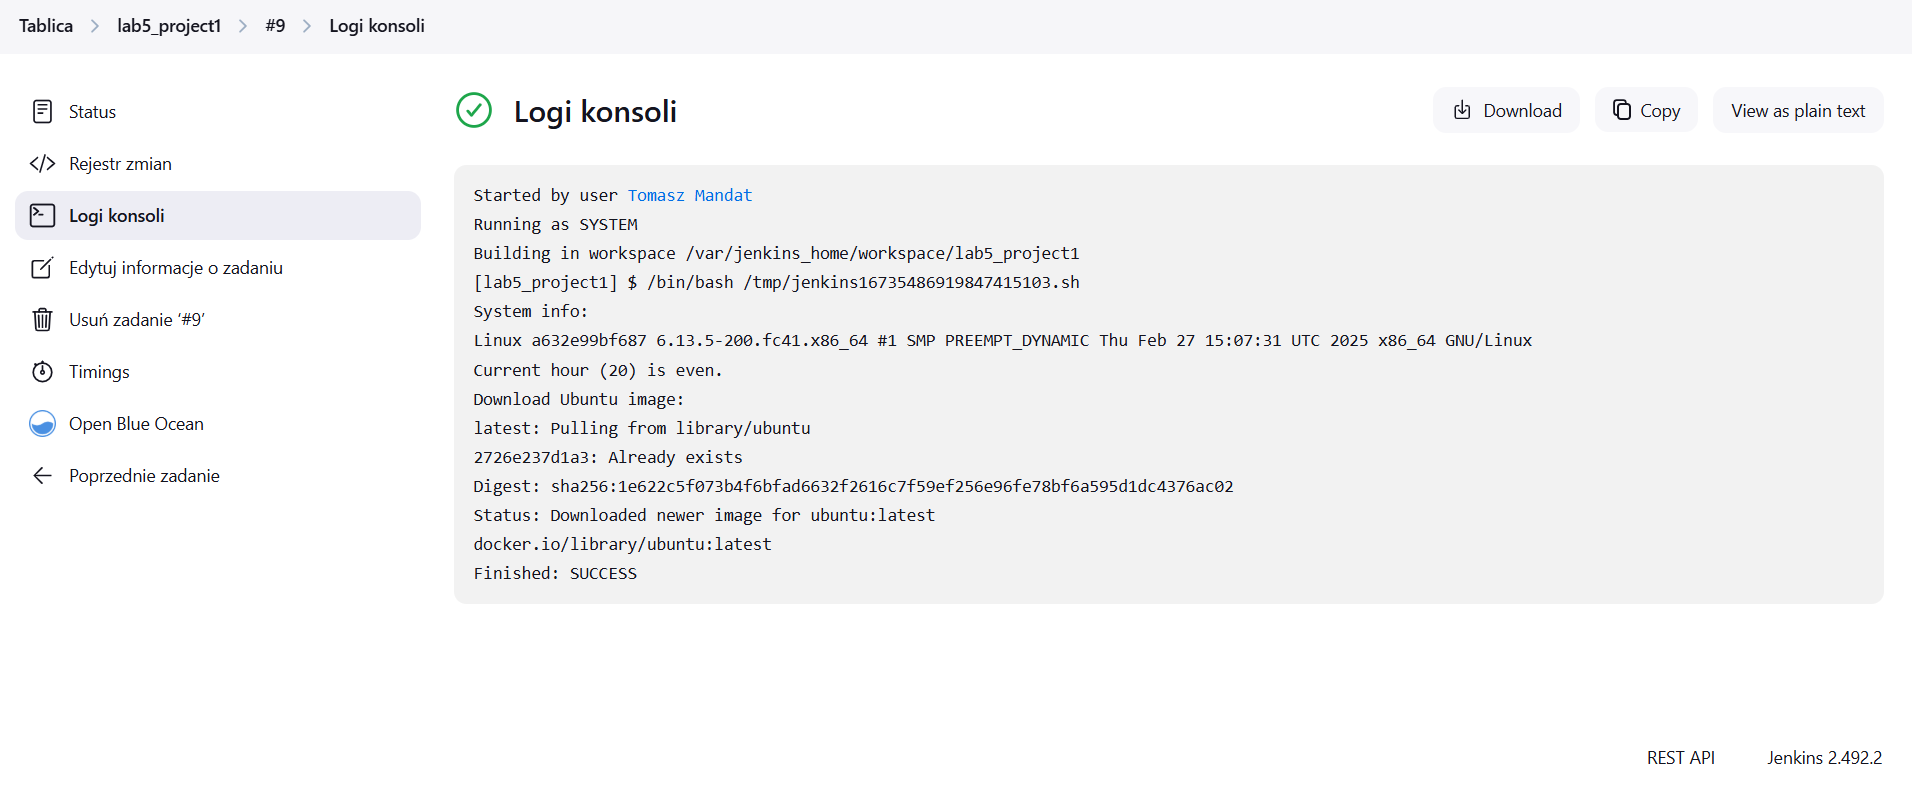 Tablica > lab5_project1 > #9 > Logi konsoli
Status
Rejestr zmian
Logi konsoli
Edytuj informacje o zadaniu
Usuń zadanie ‘#9’
Timings
Open Blue Ocean
Poprzednie zadanie
Logi konsoli
Download
Copy
View as plain text
Started by user Tomasz Mandat
Running as SYSTEM
Building in workspace /var/jenkins_home/workspace/lab5_project1
[lab5_project1] $ /bin/bash /tmp/jenkins16735486919847415103.sh
System info:
Linux a632e99bf687 6.13.5-200.fc41.x86_64 #1 SMP PREEMPT_DYNAMIC Thu Feb 27 15:07:31 UTC 2025 x86_64 GNU/Linux
Current hour (20) is even.
Download Ubuntu image:
latest: Pulling from library/ubuntu
2726e237d1a3: Already exists
Digest: sha256:1e622c5f073b4f6bfad6632f2616c7f59ef256e96fe78bf6a595d1dc4376ac02
Status: Downloaded newer image for ubuntu:latest
docker.io/library/ubuntu:latest
Finished: SUCCESS
REST API
Jenkins 2.492.2